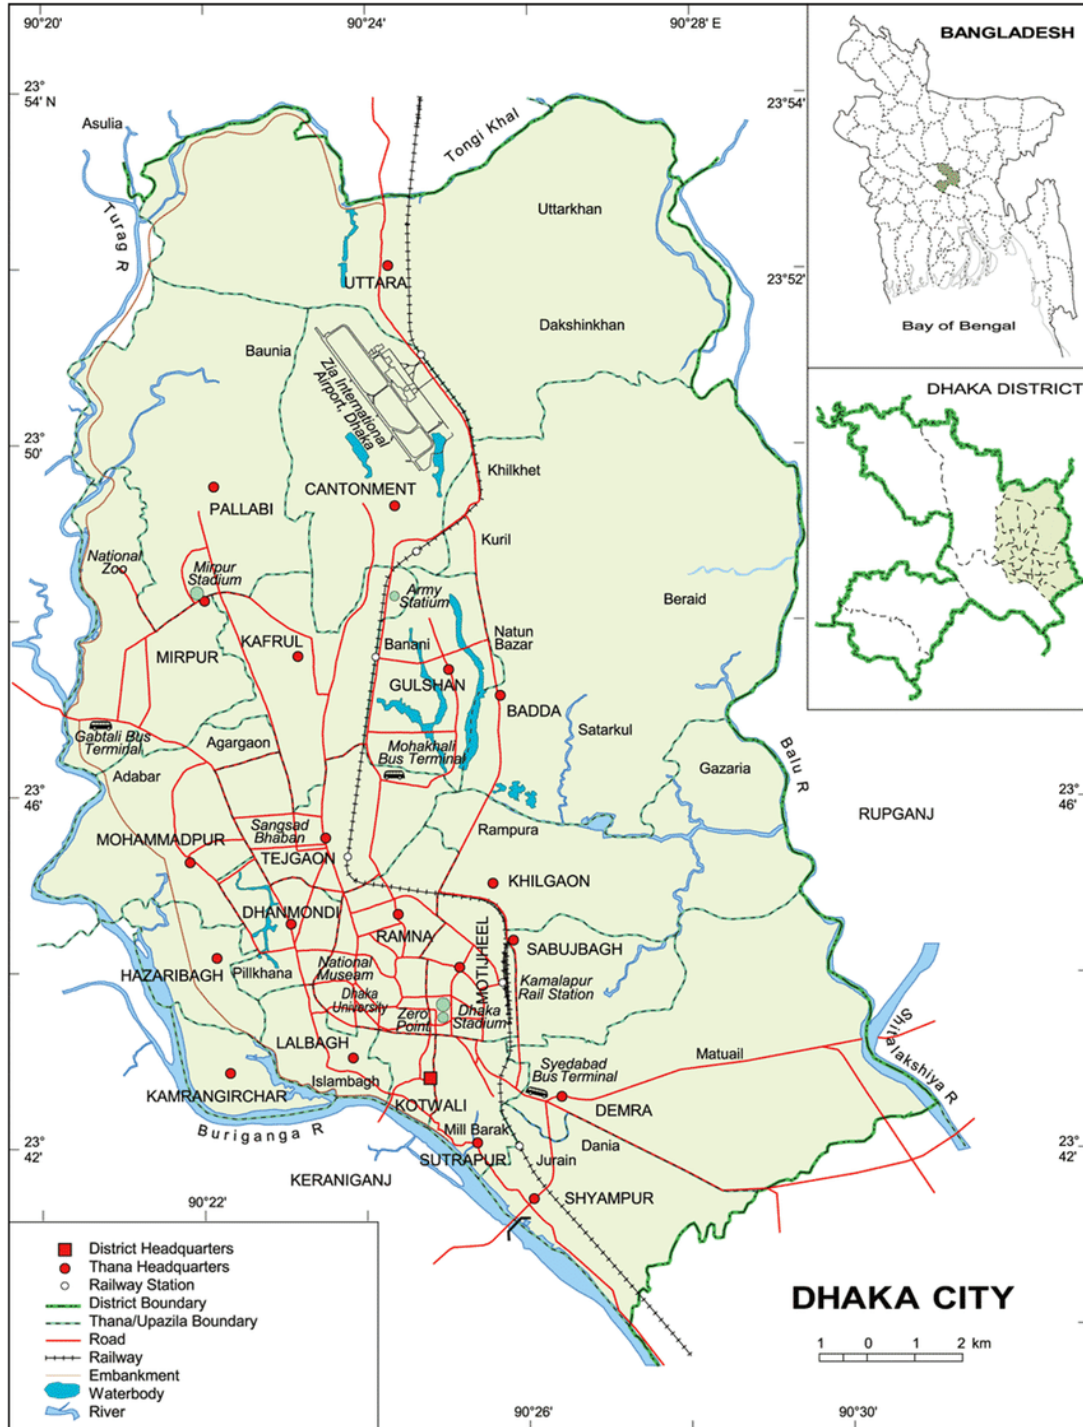 90°20'
90°24'
90°28' E
23°
54' N
23°54'
BANGLADESH
Bay of Bengal
DHAKA DISTRICT
Asulia
Tongi Khal
Turag R
Uttarkhan
23°52'
UTTARA
Dakshinkhan
Baunia
Zia International
Airport, Dhaka
23°
50'
Khilkhet
CANTONMENT
PALLABI
Kuril
National
Zoo
Mirpur
Stadium
Army
Statium
Beraid
Natun
Bazar
Banani
KAFRUL
MIRPUR
GULSHAN
BADDA
Satarkul
Gabtali Bus
Terminal
Agargaon
Mohakhali
Bus Terminal
Adabar
Gazaria
Balu R
23°
46'
23°
46'
RUPGANJ
Sangsad
Bhaban
Rampura
MOHAMMADPUR
TEJGAON
KHILGAON
DHANMONDI
RAMNA
MOTIJHEEL
SABUJBAGH
HAZARIBAGH
Pillkhana
National
Museam
Kamalapur
Rail Station
Dhaka
University
Zero
Point
Dhaka
Stadium
Shitalakshiya R
LALBAGH
Matuail
Syedabad
Bus Terminal
Islambagh
KAMRANGIRCHAR
KOTWALI
DEMRA
Buriganga R
Mill Barak
Dania
23°
42'
23°
42'
SUTRAPUR
Jurain
KERANIGANJ
SHYAMPUR
90°22'
District Headquarters
Thana Headquarters
Railway Station
District Boundary
Thana/Upazila Boundary
Road
Railway
Embankment
Waterbody
River
DHAKA CITY
1 0 1 2 km
90°26'
90°30'